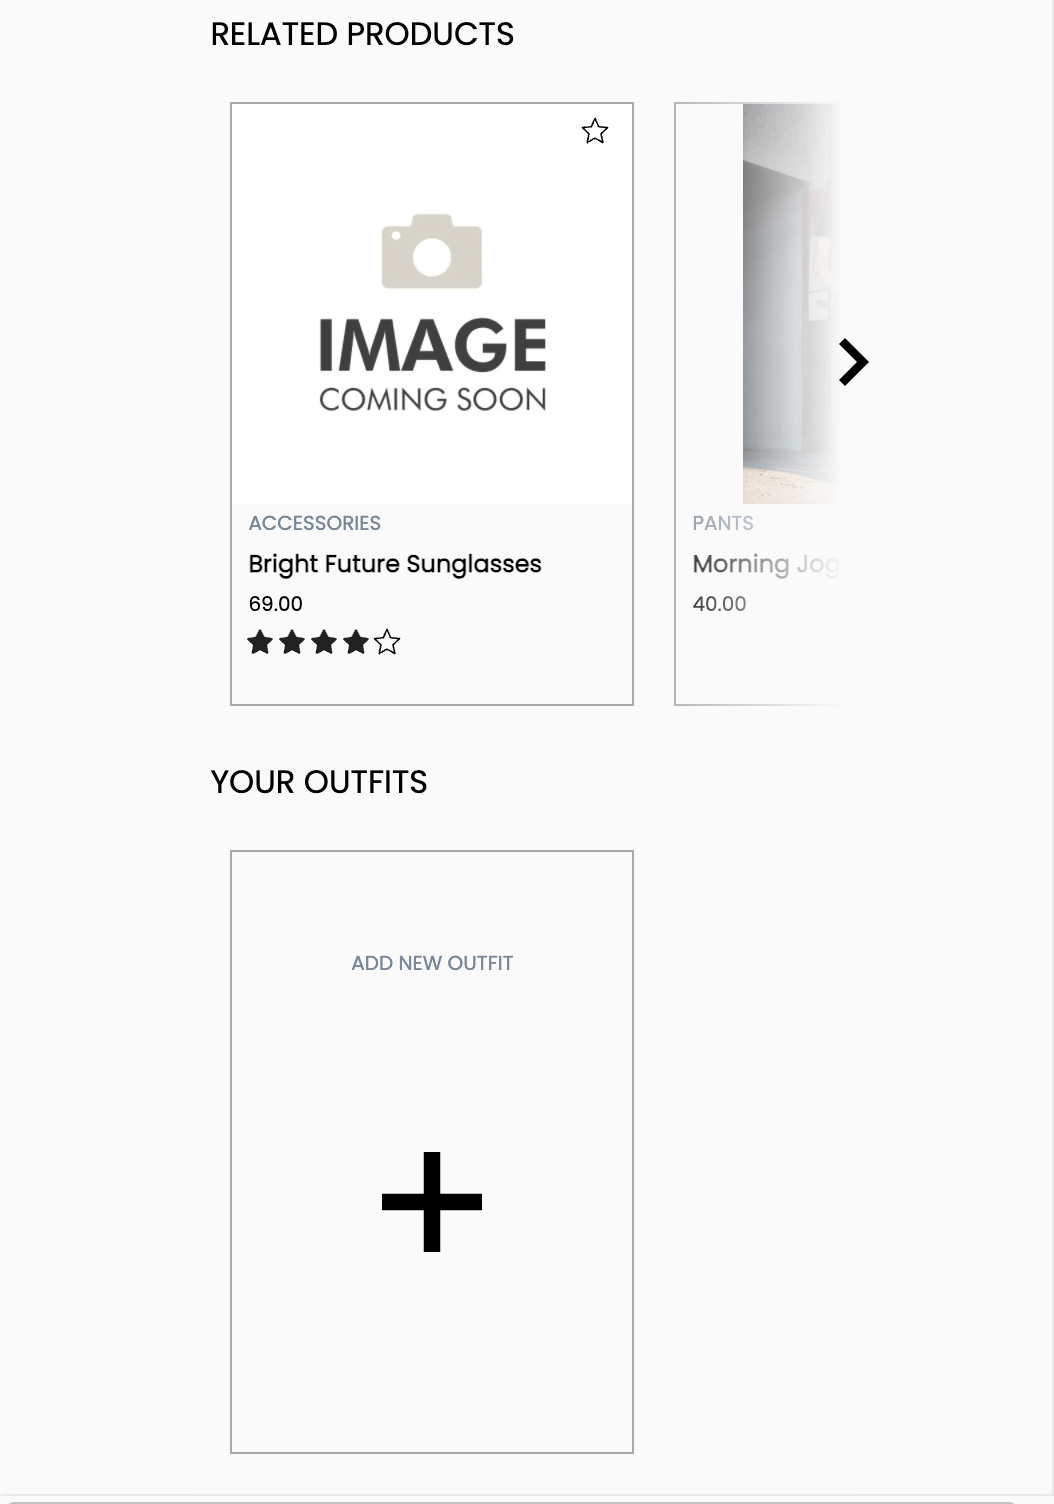 RELATED PRODUCTS
IMAGE
COMING SOON
ACCESSORIES
Bright Future Sunglasses
69.00
PANTS
Morning Jog
40.00
YOUR OUTFITS
ADD NEW OUTFIT